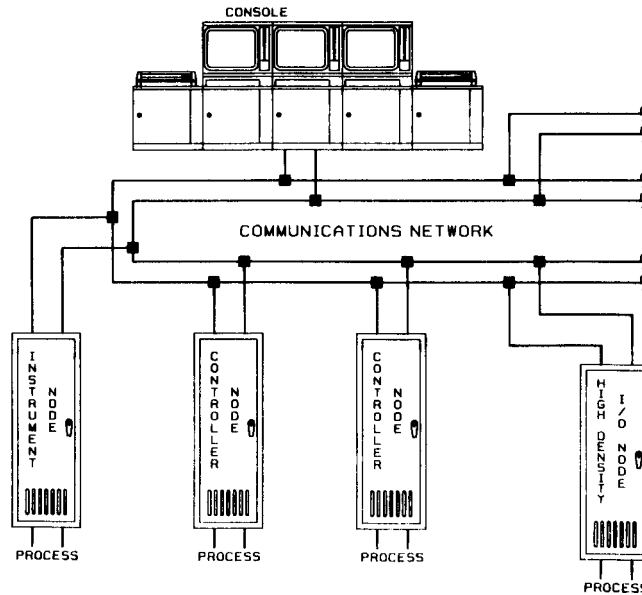 CONSOLE
COMMUNICATIONS NETWORK
INSTRUMENT
NODE
CONTROLLER
NODE
CONTROLLER
NODE
HIGH DENSITY
I/O NODE
PROCESS
PROCESS
PROCESS
PROCESS